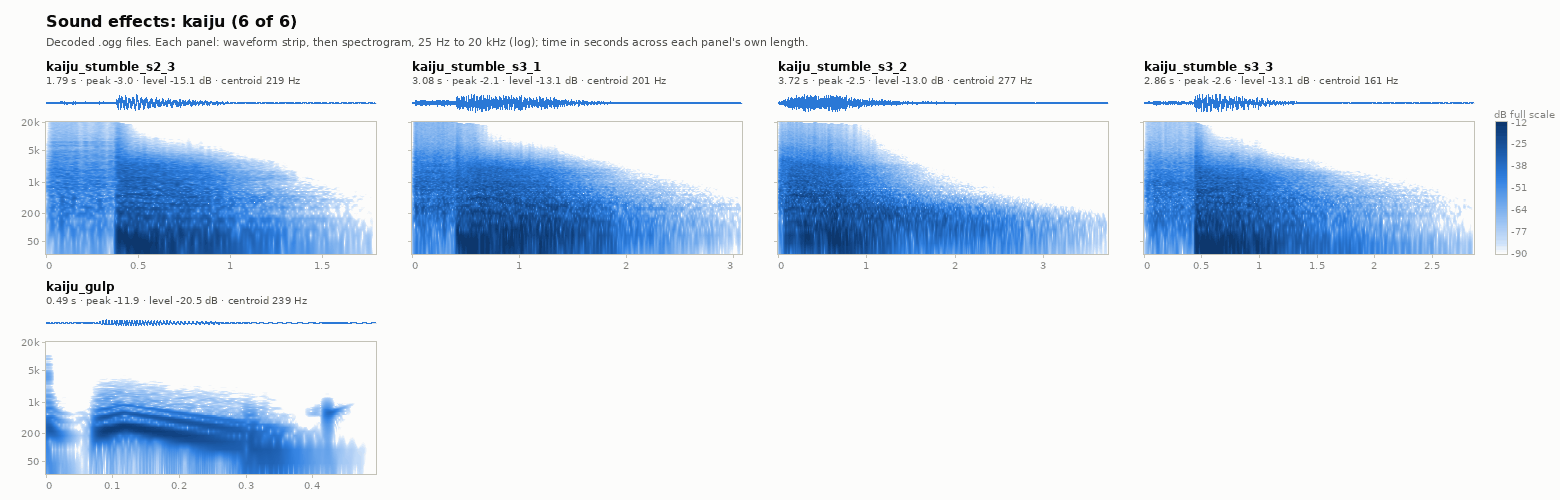 Sound effects: kaiju (6 of 6)
Decoded .ogg files. Each panel: waveform strip, then spectrogram, 25 Hz to 20 kHz (log); time in seconds across each panel's own length.
kaiju_stumble_s2_3
1.79 s · peak -3.0 · level -15.1 dB · centroid 219 Hz
20k
5k
1k
200
50
0 0.5 1 1.5
kaiju_stumble_s3_1
3.08 s · peak -2.1 · level -13.1 dB · centroid 201 Hz
0 1 2 3
kaiju_stumble_s3_2
3.72 s · peak -2.5 · level -13.0 dB · centroid 277 Hz
0 1 2 3
kaiju_stumble_s3_3
2.86 s · peak -2.6 · level -13.1 dB · centroid 161 Hz
0 0.5 1 1.5 2 2.5
dB full scale
-12
-25
-38
-51
-64
-77
-90
kaiju_gulp
0.49 s · peak -11.9 · level -20.5 dB · centroid 239 Hz
20k
5k
1k
200
50
0 0.1 0.2 0.3 0.4